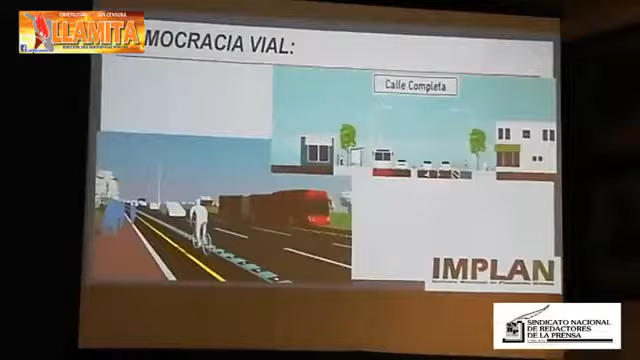 LLAMITA
MOCRACIA VIAL:
Calle Completa
IMPLAN
SINDICATO NACIONAL
DE REDACTORES
DE LA PRENSA